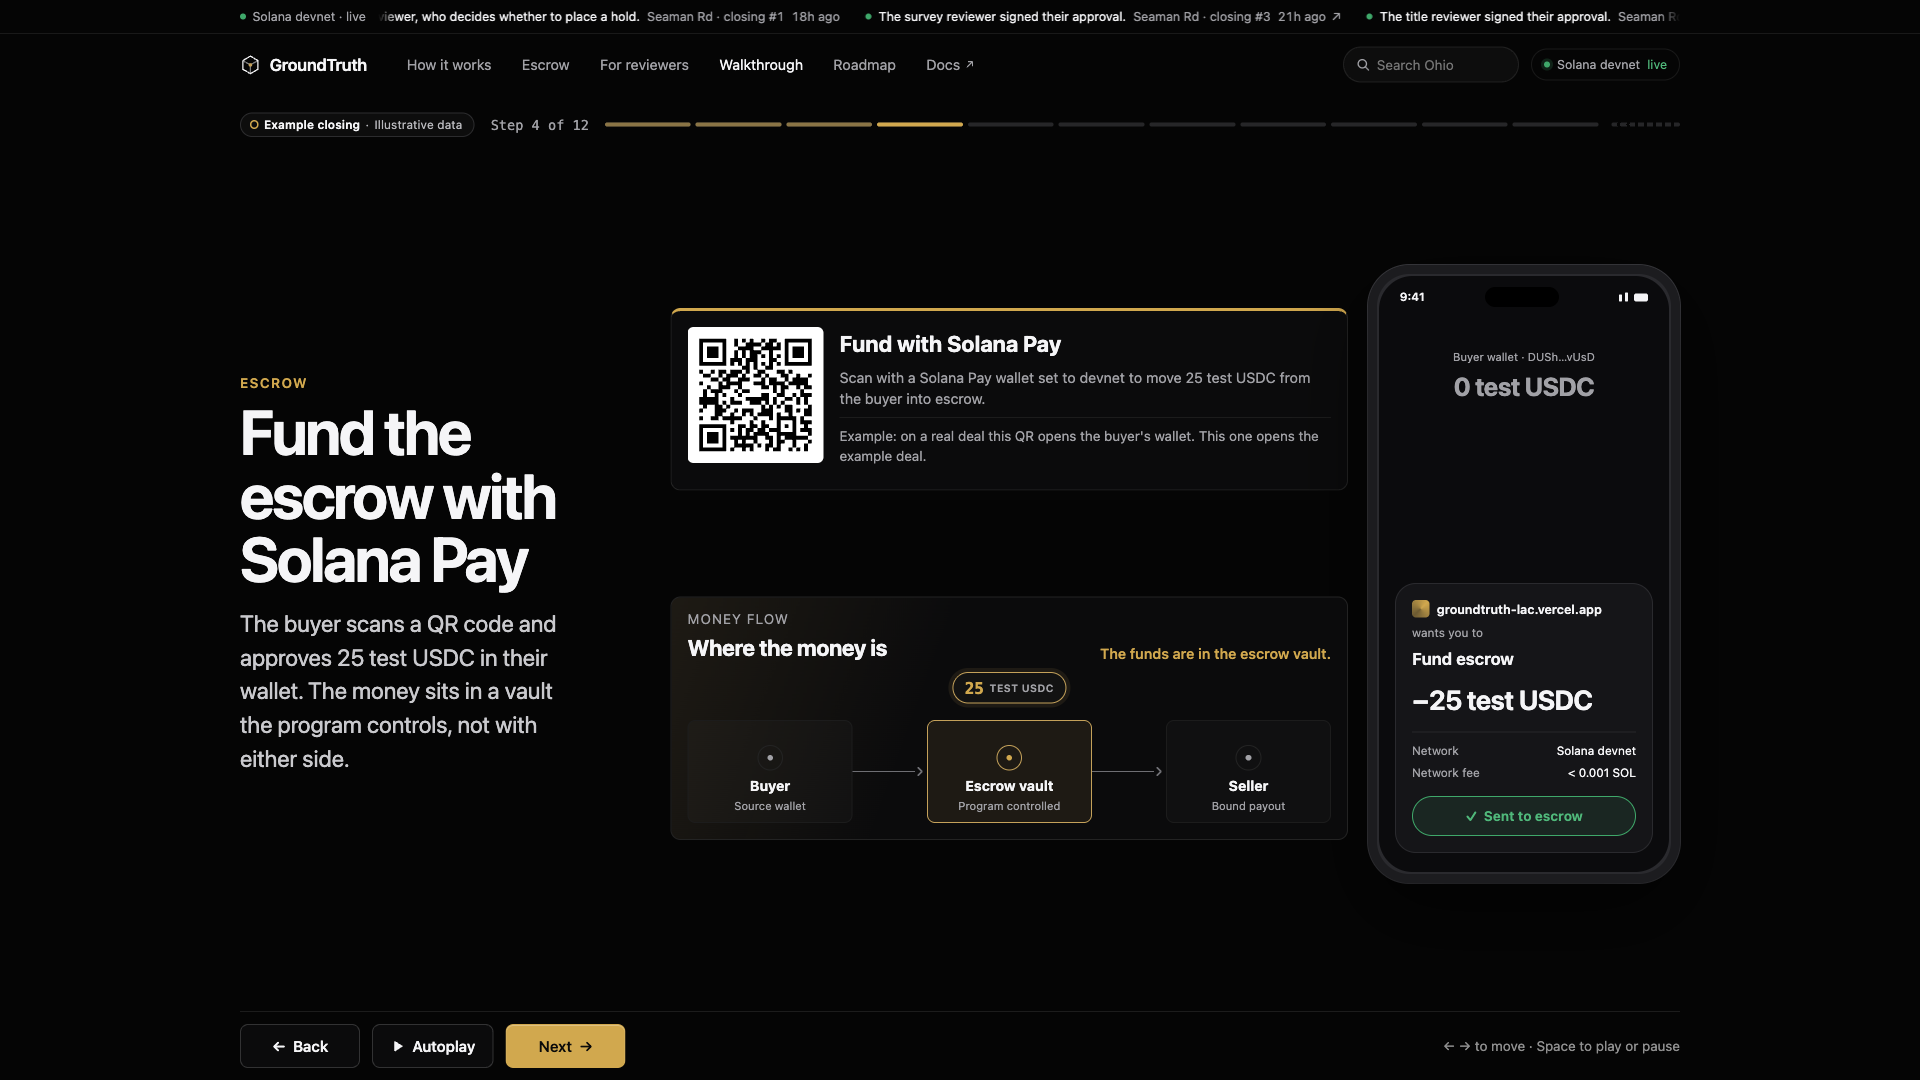 Solana devnet · live
viewer, who decides whether to place a hold. Seaman Rd · closing #1 18h ago
The survey reviewer signed their approval. Seaman Rd · closing #3 21h ago ↗
The title reviewer signed their approval. Seaman
GroundTruth
How it works
Escrow
For reviewers
Walkthrough
Roadmap
Docs ↗
Search Ohio
Solana devnet live
Example closing · Illustrative data
Step 4 of 12
ESCROW
Fund the
escrow with
Solana Pay
The buyer scans a QR code and
approves 25 test USDC in their
wallet. The money sits in a vault
the program controls, not with
either side.
Fund with Solana Pay
Scan with a Solana Pay wallet set to devnet to move 25 test USDC from
the buyer into escrow.
Example: on a real deal this QR opens the buyer's wallet. This one opens the
example deal.
MONEY FLOW
Where the money is
The funds are in the escrow vault.
25 TEST USDC
Buyer
Source wallet
Escrow vault
Program controlled
Seller
Bound payout
9:41
Buyer wallet · DUSh...vUsD
0 test USDC
groundtruth-lac.vercel.app
wants you to
Fund escrow
−25 test USDC
Network Solana devnet
Network fee < 0.001 SOL
✓ Sent to escrow
← Back
▶ Autoplay
Next →
← → to move · Space to play or pause